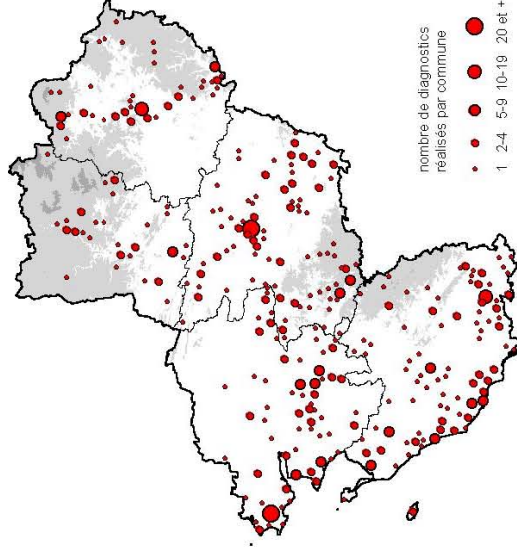 nombre de diagnostics
réalisés par commune
1 2-4 5-9 10-19 20 et +